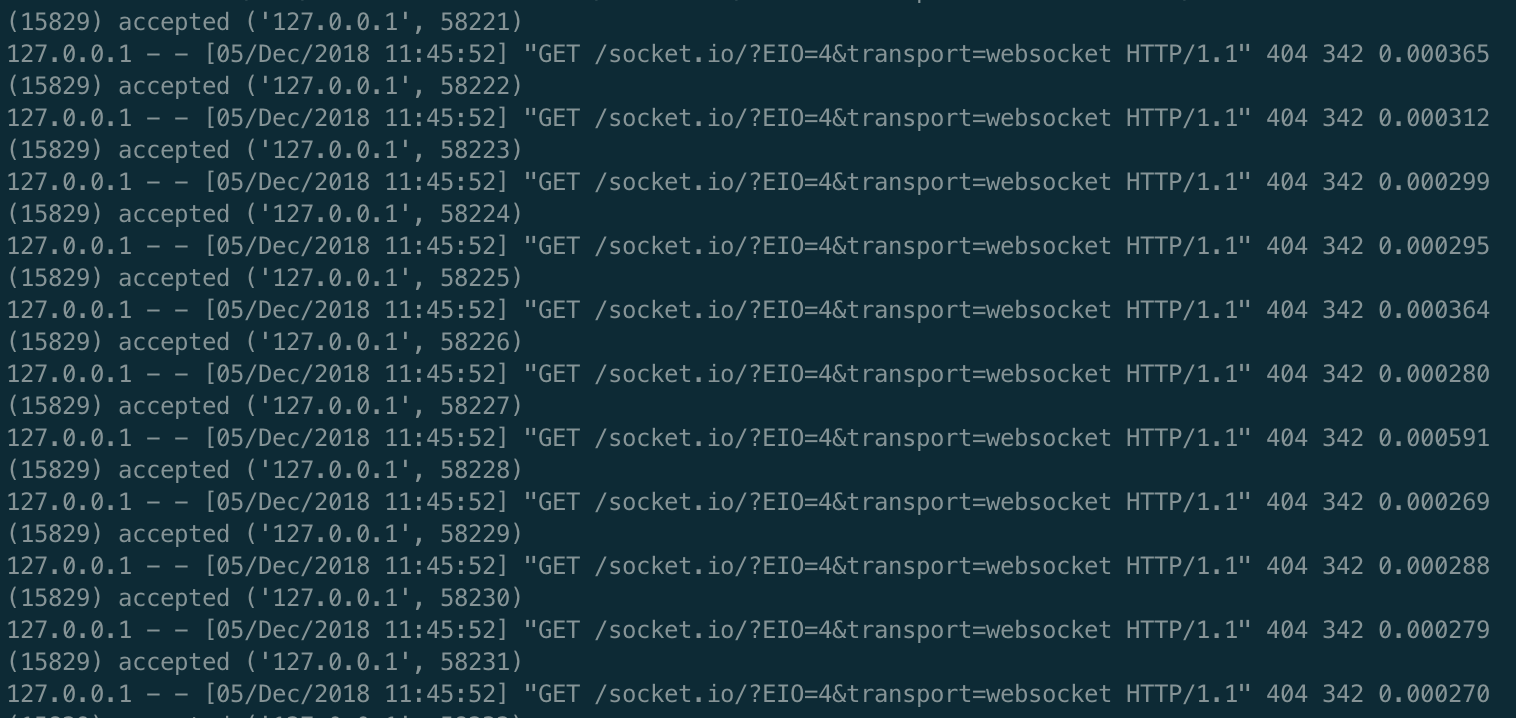 (15829) accepted ('127.0.0.1', 58221)
127.0.0.1 - - [05/Dec/2018 11:45:52] "GET /socket.io/?EIO=4&transport=websocket HTTP/1.1" 404 342 0.000365
(15829) accepted ('127.0.0.1', 58222)
127.0.0.1 - - [05/Dec/2018 11:45:52] "GET /socket.io/?EIO=4&transport=websocket HTTP/1.1" 404 342 0.000312
(15829) accepted ('127.0.0.1', 58223)
127.0.0.1 - - [05/Dec/2018 11:45:52] "GET /socket.io/?EIO=4&transport=websocket HTTP/1.1" 404 342 0.000299
(15829) accepted ('127.0.0.1', 58224)
127.0.0.1 - - [05/Dec/2018 11:45:52] "GET /socket.io/?EIO=4&transport=websocket HTTP/1.1" 404 342 0.000295
(15829) accepted ('127.0.0.1', 58225)
127.0.0.1 - - [05/Dec/2018 11:45:52] "GET /socket.io/?EIO=4&transport=websocket HTTP/1.1" 404 342 0.000364
(15829) accepted ('127.0.0.1', 58226)
127.0.0.1 - - [05/Dec/2018 11:45:52] "GET /socket.io/?EIO=4&transport=websocket HTTP/1.1" 404 342 0.000280
(15829) accepted ('127.0.0.1', 58227)
127.0.0.1 - - [05/Dec/2018 11:45:52] "GET /socket.io/?EIO=4&transport=websocket HTTP/1.1" 404 342 0.000591
(15829) accepted ('127.0.0.1', 58228)
127.0.0.1 - - [05/Dec/2018 11:45:52] "GET /socket.io/?EIO=4&transport=websocket HTTP/1.1" 404 342 0.000269
(15829) accepted ('127.0.0.1', 58229)
127.0.0.1 - - [05/Dec/2018 11:45:52] "GET /socket.io/?EIO=4&transport=websocket HTTP/1.1" 404 342 0.000288
(15829) accepted ('127.0.0.1', 58230)
127.0.0.1 - - [05/Dec/2018 11:45:52] "GET /socket.io/?EIO=4&transport=websocket HTTP/1.1" 404 342 0.000279
(15829) accepted ('127.0.0.1', 58231)
127.0.0.1 - - [05/Dec/2018 11:45:52] "GET /socket.io/?EIO=4&transport=websocket HTTP/1.1" 404 342 0.000270